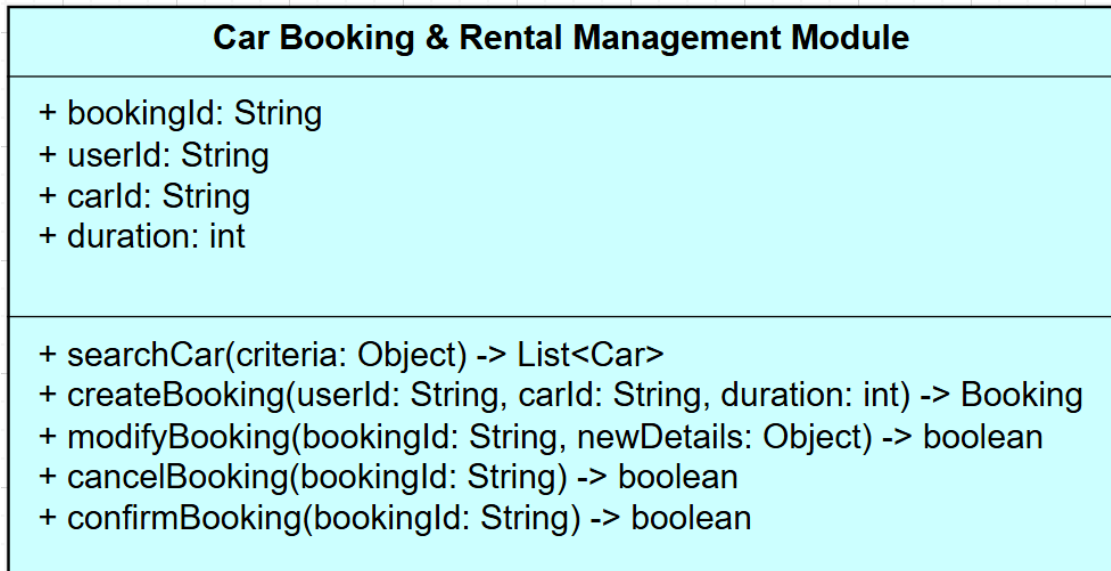 Car Booking & Rental Management Module
+ bookingId: String
+ userId: String
+ carId: String
+ duration: int
+ searchCar(criteria: Object) -> List<Car>
+ createBooking(userId: String, carId: String, duration: int) -> Booking
+ modifyBooking(bookingId: String, newDetails: Object) -> boolean
+ cancelBooking(bookingId: String) -> boolean
+ confirmBooking(bookingId: String) -> boolean